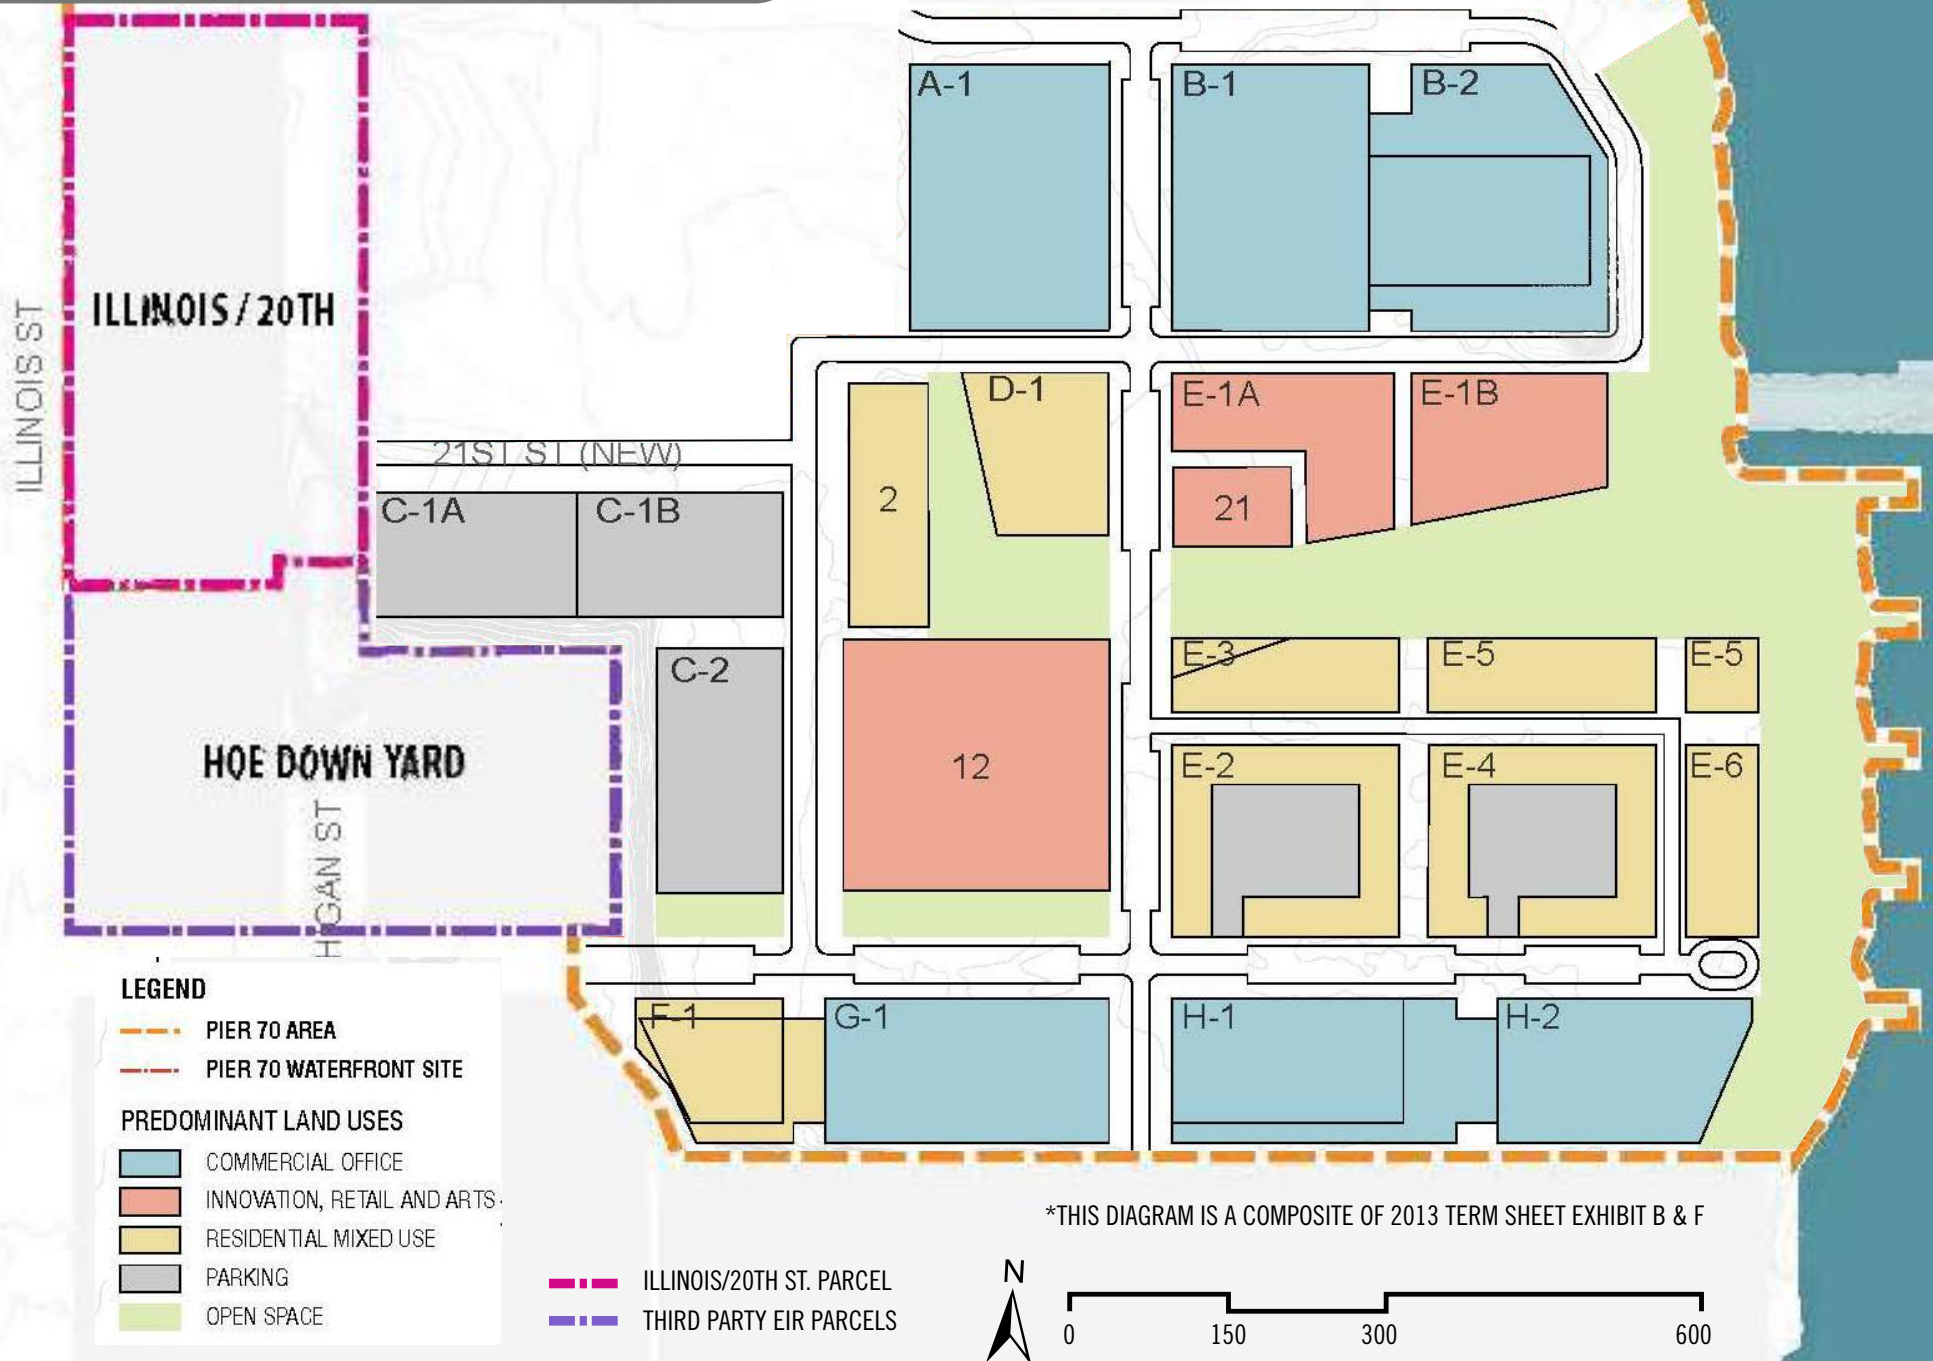 A-1
B-1
B-2
ILLINOIS / 20TH
ILLINOIS ST
D-1
E-1A
E-1B
21ST ST (NEW)
C-1A
C-1B
2
21
C-2
E-3
E-5
E-5
HOE DOWN YARD
12
E-2
E-4
E-6
H GAN ST
F-1
G-1
H-1
H-2
LEGEND
PIER 70 AREA
PIER 70 WATERFRONT SITE
PREDOMINANT LAND USES
COMMERCIAL OFFICE
INNOVATION, RETAIL AND ARTS
RESIDENTIAL MIXED USE
PARKING
OPEN SPACE
ILLINOIS/20TH ST. PARCEL
THIRD PARTY EIR PARCELS
*THIS DIAGRAM IS A COMPOSITE OF 2013 TERM SHEET EXHIBIT B & F
N
0 150 300 600